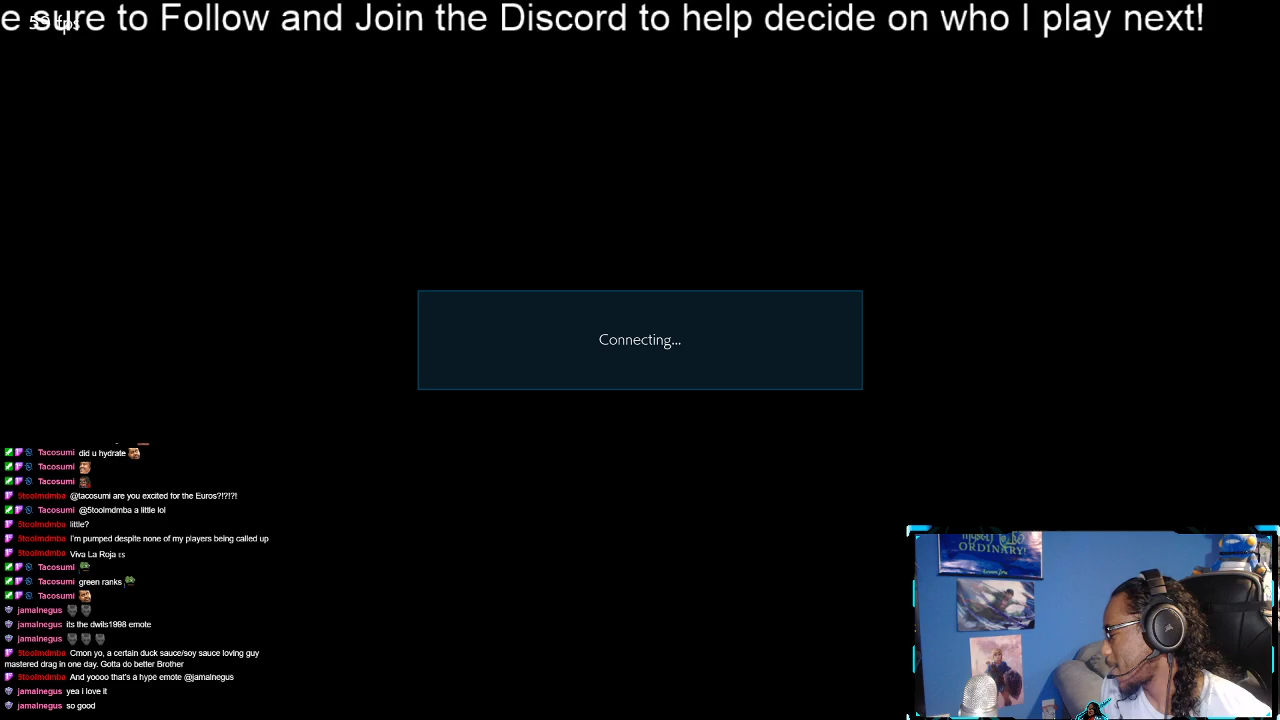 e sure to Follow and Join the Discord to help decide on who I play next!
fps
Connecting...
Tacosumi did u hydrate
Tacosumi
Tacosumi
5toolmdmba @tacosumi are you excited for the Euros?!?!?!
Tacosumi @5toolmdmba a little lol
5toolmdmba little?
5toolmdmba I'm pumped despite none of my players being called up
5toolmdmba Viva La Roja ᴇs
Tacosumi
Tacosumi green ranks
Tacosumi
jamalnegus
jamalnegus its the dwils1998 emote
jamalnegus
5toolmdmba Cmon yo, a certain duck sauce/soy sauce loving guy
mastered drag in one day. Gotta do better Brother
5toolmdmba And yoooo that's a hype emote @jamalnegus
jamalnegus yea i love it
jamalnegus so good
ORDINARY!